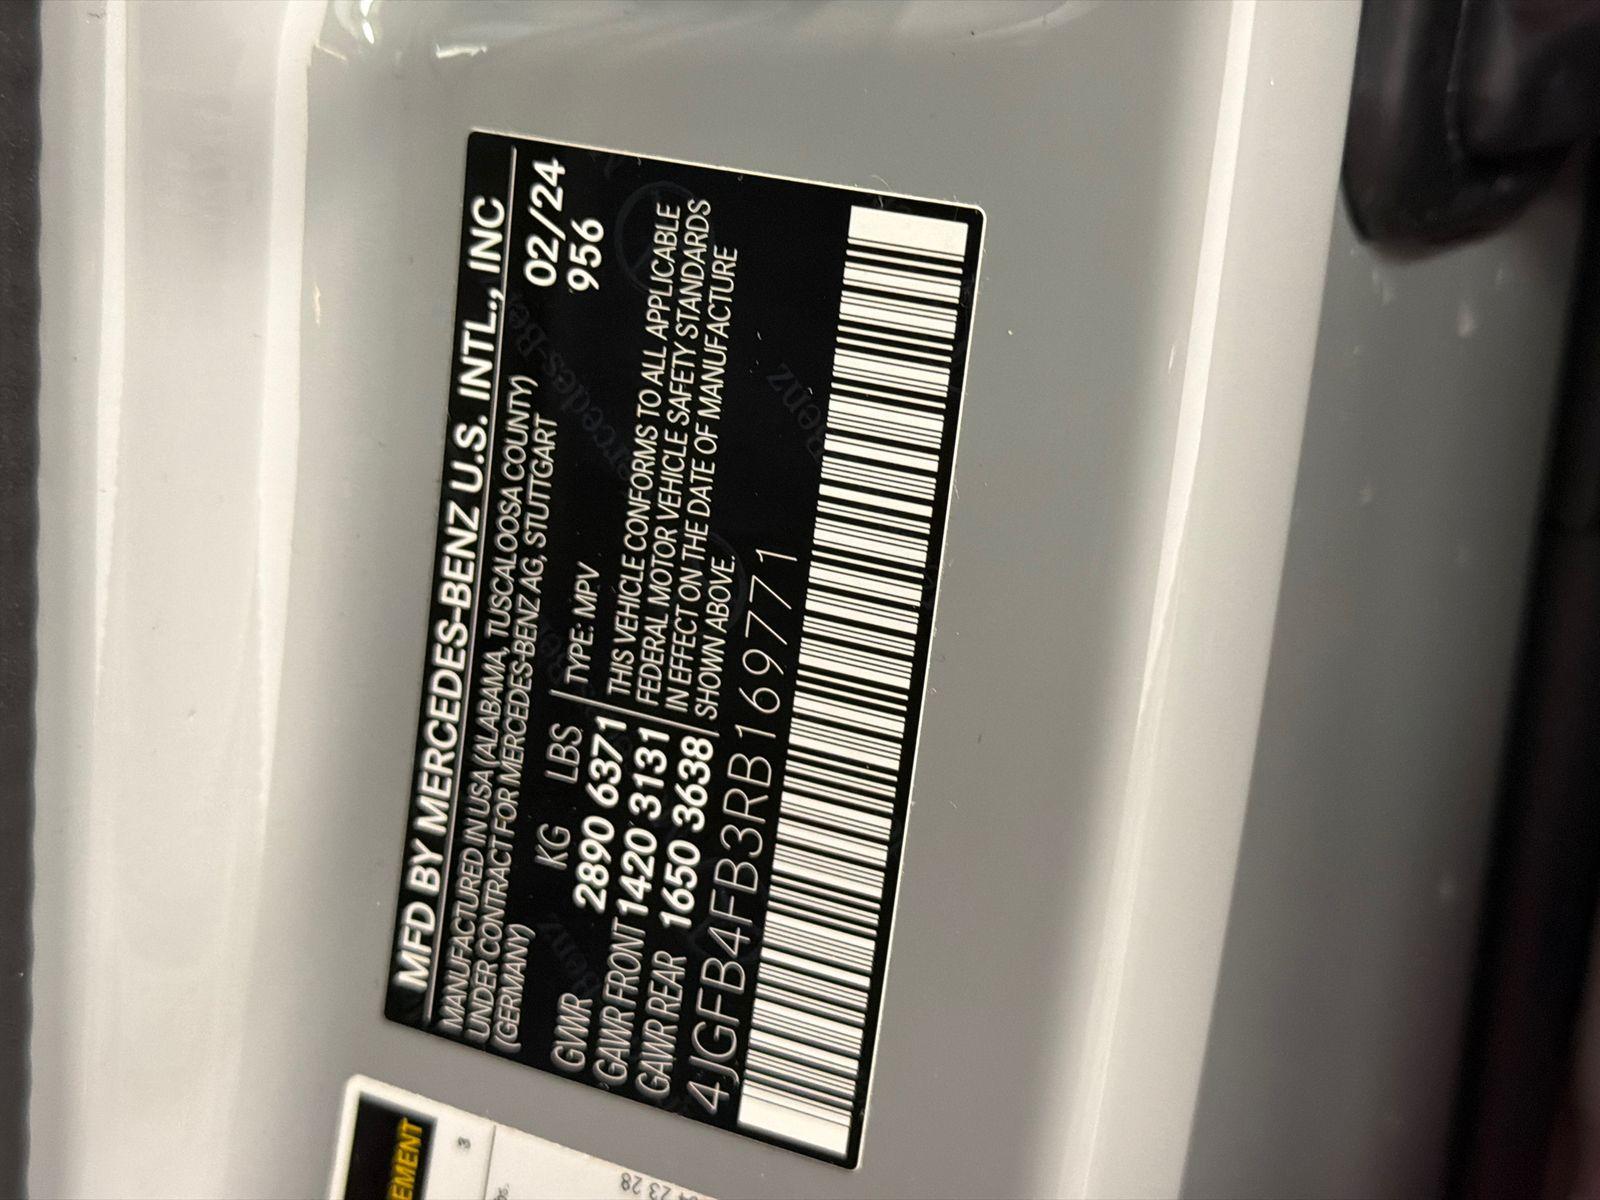 MFD BY MERCEDES-BENZ U.S. INTL., INC
MANUFACTURED IN USA (ALABAMA, TUSCALOOSA COUNTY)
UNDER CONTRACT FOR MERCEDES-BENZ AG, STUTTGART
(GERMANY)
02/24
956
KG LBS
TYPE: MPV
GVWR 2890 6371
GAWR FRONT 1420 3131
GAWR REAR 1650 3638
THIS VEHICLE CONFORMS TO ALL APPLICABLE
FEDERAL MOTOR VEHICLE SAFETY STANDARDS
IN EFFECT ON THE DATE OF MANUFACTURE
SHOWN ABOVE.
4JGFB4FB3RB169771
3
23 28